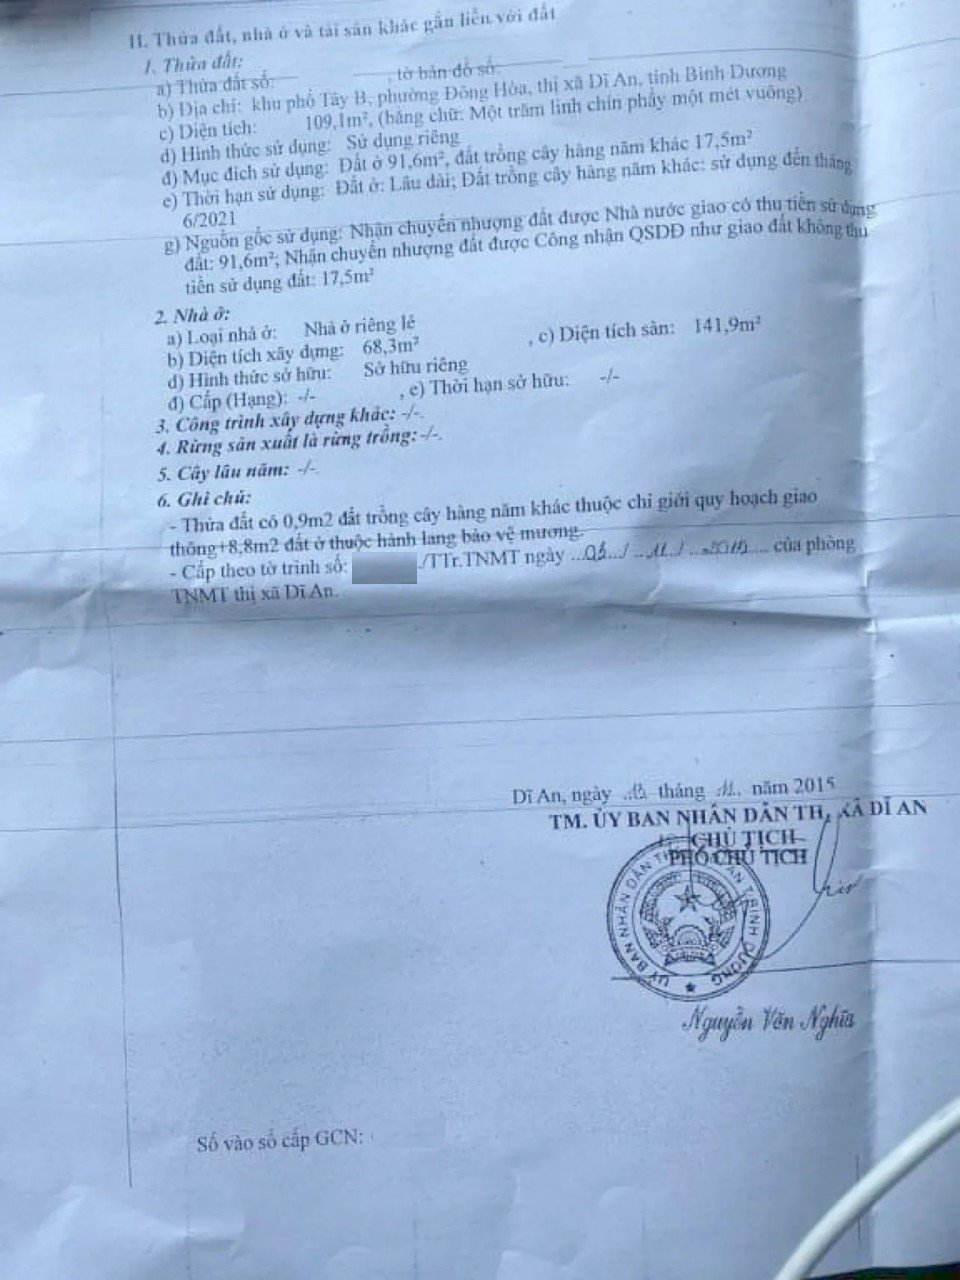 II. Thửa đất, nhà ở và tài sản khác gắn liền với đất
1. Thửa đất:
a) Thửa đất số: , tờ bản đồ số:
b) Địa chỉ: khu phố Tây B, phường Đông Hòa, thị xã Dĩ An, tỉnh Bình Dương
c) Diện tích: 109,1m², (bằng chữ: Một trăm linh chín phẩy một mét vuông)
d) Hình thức sử dụng: Sử dụng riêng
đ) Mục đích sử dụng: Đất ở 91,6m², đất trồng cây hàng năm khác 17,5m²
e) Thời hạn sử dụng: Đất ở: Lâu dài; Đất trồng cây hàng năm khác: sử dụng đến tháng
6/2021
g) Nguồn gốc sử dụng: Nhận chuyển nhượng đất được Nhà nước giao có thu tiền sử dụng
đất: 91,6m²; Nhận chuyển nhượng đất được Công nhận QSDĐ như giao đất không thu
tiền sử dụng đất: 17,5m²
2. Nhà ở:
a) Loại nhà ở: Nhà ở riêng lẻ
b) Diện tích xây dựng: 68,3m² , c) Diện tích sàn: 141,9m²
d) Hình thức sở hữu: Sở hữu riêng
đ) Cấp (Hạng): -/- , e) Thời hạn sở hữu: -/-
3. Công trình xây dựng khác: -/-.
4. Rừng sản xuất là rừng trồng: -/-.
5. Cây lâu năm: -/-.
6. Ghi chú:
- Thửa đất có 0,9m2 đất trồng cây hàng năm khác thuộc chỉ giới quy hoạch giao
thông+8,8m2 đất ở thuộc hành lang bảo vệ mương.
- Cấp theo tờ trình số: ./TTr.TNMT ngày ...03.../...11./...2015.... của phòng
TNMT thị xã Dĩ An.
Dĩ An, ngày tháng .11.. năm 2015
TM. ỦY BAN NHÂN DÂN THỊ XÃ DĨ AN
CHỦ TỊCH
PHÓ CHỦ TỊCH
ỦY BAN NHÂN DÂN T. BÌNH DƯƠNG
Nguyễn Văn Nghĩa
Số vào sổ cấp GCN: